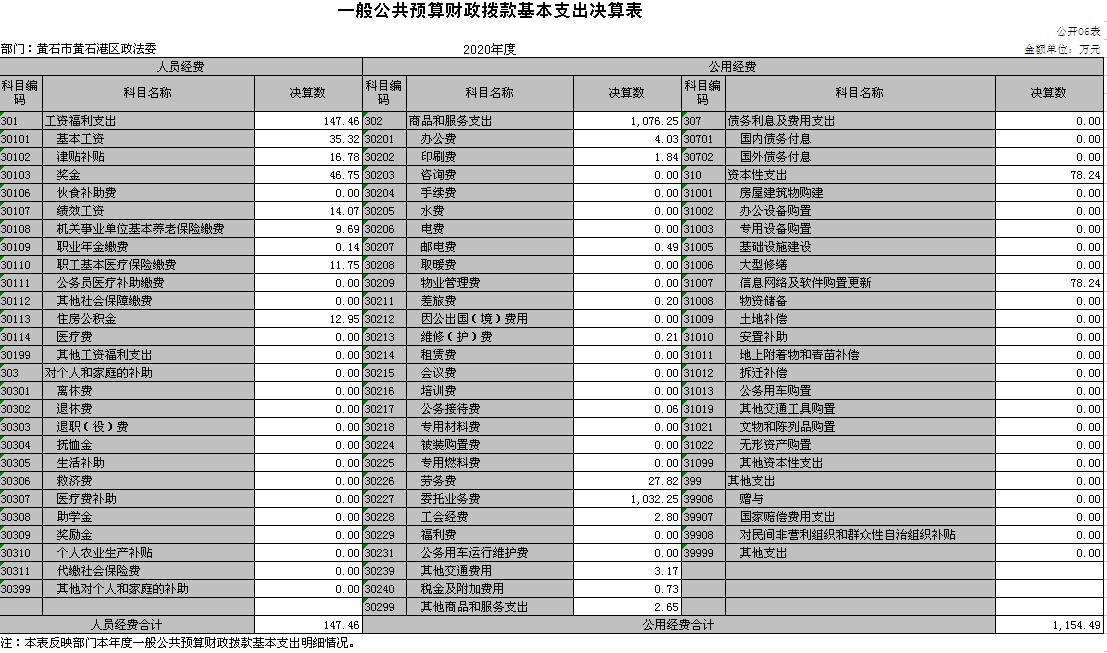 一般公共预算财政拨款基本支出决算表
公开06表
部门：黄石市黄石港区政法委 2020年度 金额单位：万元
人员经费 公用经费
科目编码 科目名称 决算数 科目编码 科目名称 决算数 科目编码 科目名称 决算数
301 工资福利支出 147.46 302 商品和服务支出 1,076.25 307 债务利息及费用支出 0.00
30101 基本工资 35.32 30201 办公费 4.03 30701 国内债务付息 0.00
30102 津贴补贴 16.78 30202 印刷费 1.84 30702 国外债务付息 0.00
30103 奖金 46.75 30203 咨询费 0.00 310 资本性支出 78.24
30106 伙食补助费 0.00 30204 手续费 0.00 31001 房屋建筑物购建 0.00
30107 绩效工资 14.07 30205 水费 0.00 31002 办公设备购置 0.00
30108 机关事业单位基本养老保险缴费 9.69 30206 电费 0.00 31003 专用设备购置 0.00
30109 职业年金缴费 0.14 30207 邮电费 0.49 31005 基础设施建设 0.00
30110 职工基本医疗保险缴费 11.75 30208 取暖费 0.00 31006 大型修缮 0.00
30111 公务员医疗补助缴费 0.00 30209 物业管理费 0.00 31007 信息网络及软件购置更新 78.24
30112 其他社会保障缴费 0.00 30211 差旅费 0.20 31008 物资储备 0.00
30113 住房公积金 12.95 30212 因公出国（境）费用 0.00 31009 土地补偿 0.00
30114 医疗费 0.00 30213 维修（护）费 0.21 31010 安置补助 0.00
30199 其他工资福利支出 0.00 30214 租赁费 0.00 31011 地上附着物和青苗补偿 0.00
303 对个人和家庭的补助 0.00 30215 会议费 0.00 31012 拆迁补偿 0.00
30301 离休费 0.00 30216 培训费 0.00 31013 公务用车购置 0.00
30302 退休费 0.00 30217 公务接待费 0.06 31019 其他交通工具购置 0.00
30303 退职（役）费 0.00 30218 专用材料费 0.00 31021 文物和陈列品购置 0.00
30304 抚恤金 0.00 30224 被装购置费 0.00 31022 无形资产购置 0.00
30305 生活补助 0.00 30225 专用燃料费 0.00 31099 其他资本性支出 0.00
30306 救济费 0.00 30226 劳务费 27.82 399 其他支出 0.00
30307 医疗费补助 0.00 30227 委托业务费 1,032.25 39906 赠与 0.00
30308 助学金 0.00 30228 工会经费 2.80 39907 国家赔偿费用支出 0.00
30309 奖励金 0.00 30229 福利费 0.00 39908 对民间非营利组织和群众性自治组织补贴 0.00
30310 个人农业生产补贴 0.00 30231 公务用车运行维护费 0.00 39999 其他支出 0.00
30311 代缴社会保险费 0.00 30239 其他交通费用 3.17
30399 其他对个人和家庭的补助 0.00 30240 税金及附加费用 0.73
30299 其他商品和服务支出 2.65
人员经费合计 147.46 公用经费合计 1,154.49
注：本表反映部门本年度一般公共预算财政拨款基本支出明细情况。